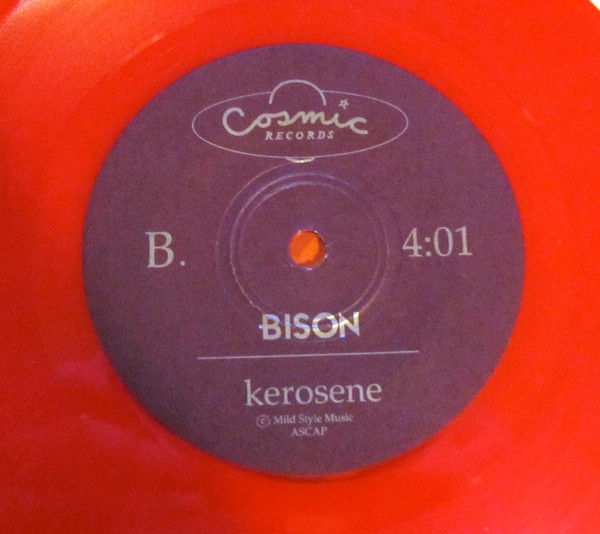 Cosmic
RECORDS
B.
4:01
BISON
kerosene
© Mild Style Music
ASCAP